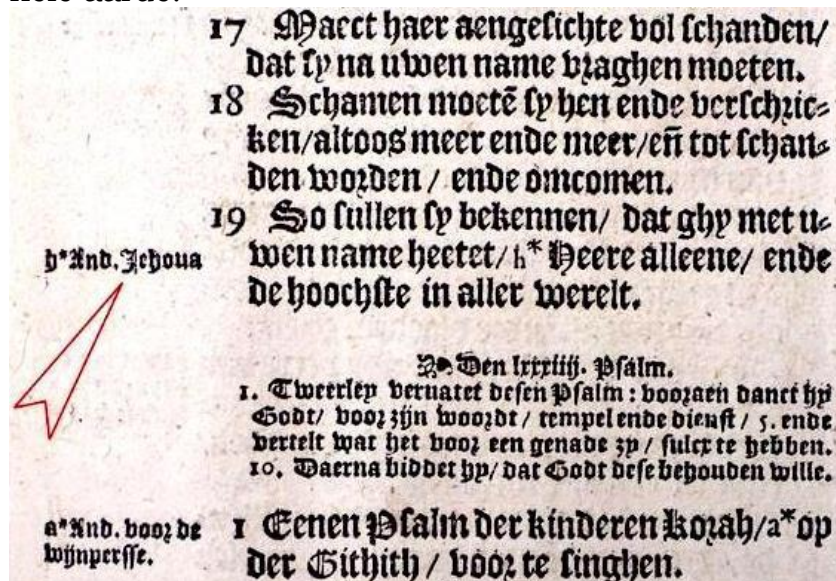 17 Maect haer aengesichte vol schanden/
dat sy na uwen name vraghen moeten.
18 Schamen moetē sy hen ende verschric-
ken/altoos meer ende meer/en̄ tot schan-
den worden / ende omcomen.
19 So sullen sy bekennen/ dat ghy met u-
wen name heetet/ h* Heere alleene/ ende
de hoochste in aller werelt.
h*And. Jehoua
Den lxxxiiij. Psalm.
1. Tweerley veruatet desen Psalm : vooraen danct hy
Godt/ voor zijn woordt / tempel ende dienst / 5. ende
vertelt wat het voor een genade zy / sulcx te hebben.
10. Daerna biddet hy/ dat Godt dese behouden wille.
1 Eenen Psalm der kinderen Korah/a*op
der Githith / voor te singhen.
a*And. voor de
wijnpersse.